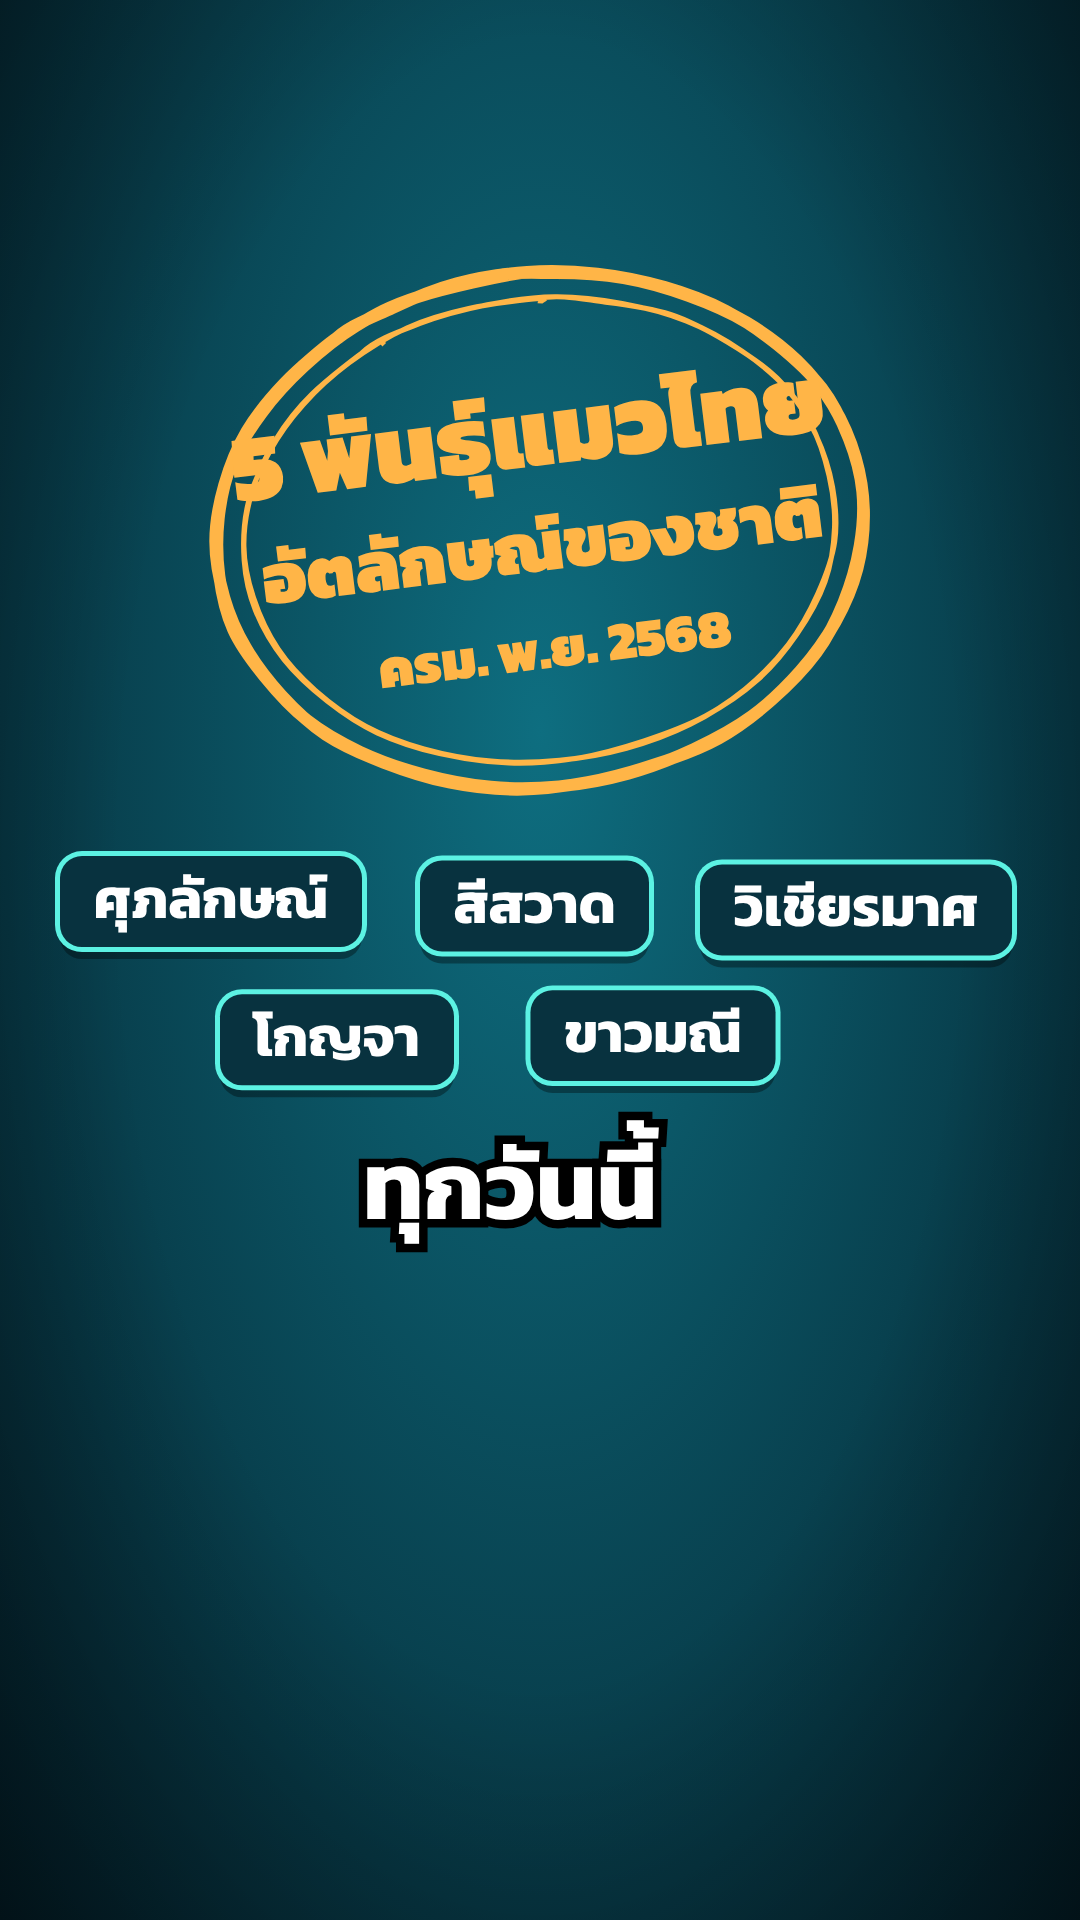 5 พันธุ์แมวไทย
อัตลักษณ์ของชาติ
ครม. พ.ย. 2568
ศุภลักษณ์ สีสวาด วิเชียรมาศ
โกญจา ขาวมณี
ทุกวันนี้